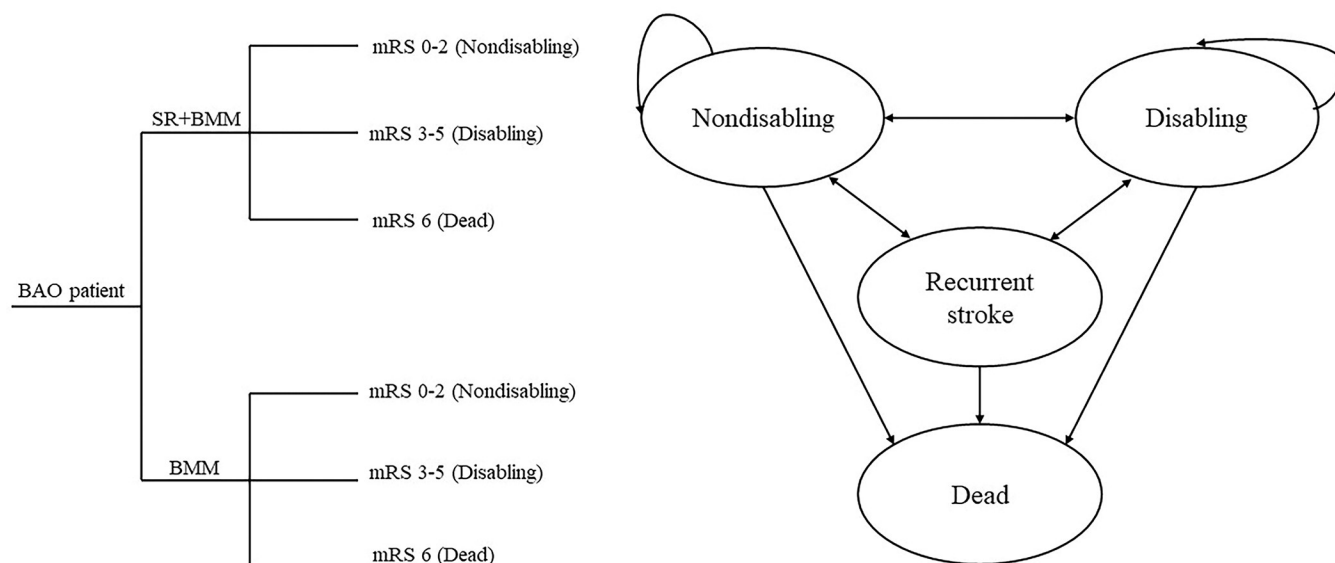 BAO patient
SR+BMM
mRS 0-2 (Nondisabling)
mRS 3-5 (Disabling)
mRS 6 (Dead)
BMM
mRS 0-2 (Nondisabling)
mRS 3-5 (Disabling)
mRS 6 (Dead)
Nondisabling
Disabling
Recurrent
stroke
Dead